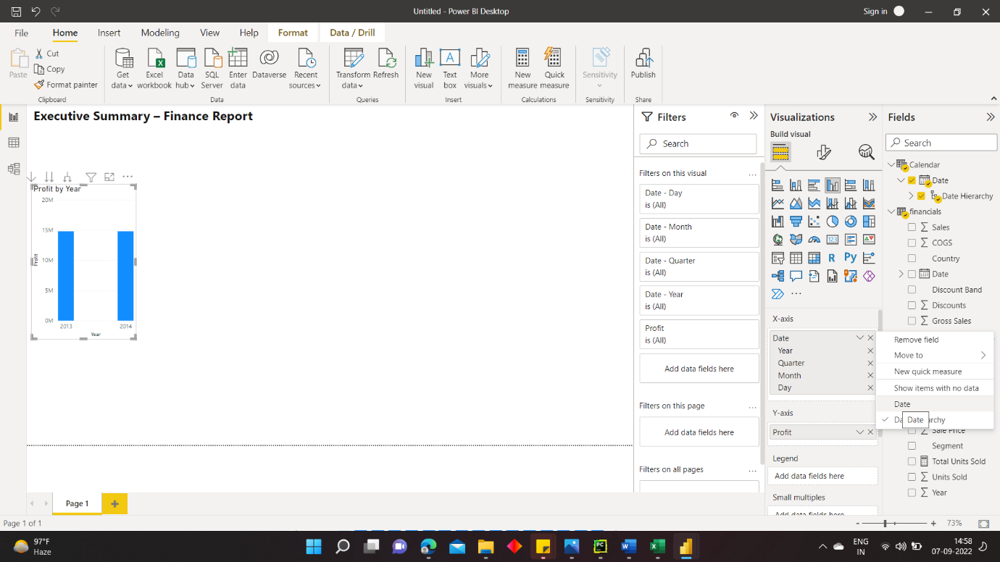 Untitled - Power BI Desktop
Sign in
File
Home
Insert
Modeling
View
Help
Format
Data / Drill
Paste
Cut
Copy
Format painter
Clipboard
Get data
Excel workbook
Data hub
SQL Server
Enter data
Dataverse
Recent sources
Data
Transform data
Refresh
Queries
New visual
Text box
More visuals
Insert
New measure
Quick measure
Calculations
Sensitivity
Sensitivity
Publish
Share
Executive Summary – Finance Report
Profit by Year
20M
15M
10M
5M
0M
Profit
2013
2014
Year
Filters
Search
Filters on this visual
Date - Day
is (All)
Date - Month
is (All)
Date - Quarter
is (All)
Date - Year
is (All)
Profit
is (All)
Add data fields here
Filters on this page
Add data fields here
Filters on all pages
Visualizations
Build visual
123
R
Py
X-axis
Date
Year
Quarter
Month
Day
Y-axis
Profit
Legend
Add data fields here
Small multiples
Add data fields here
Fields
Search
Calendar
Date
Date Hierarchy
financials
Sales
COGS
Country
Date
Discount Band
Discounts
Gross Sales
Remove field
Move to
New quick measure
Show items with no data
Date
Date
Sale Price
Segment
Total Units Sold
Units Sold
Year
Page 1
Page 1 of 1
73%
97°F
Haze
ENG
IN
14:58
07-09-2022